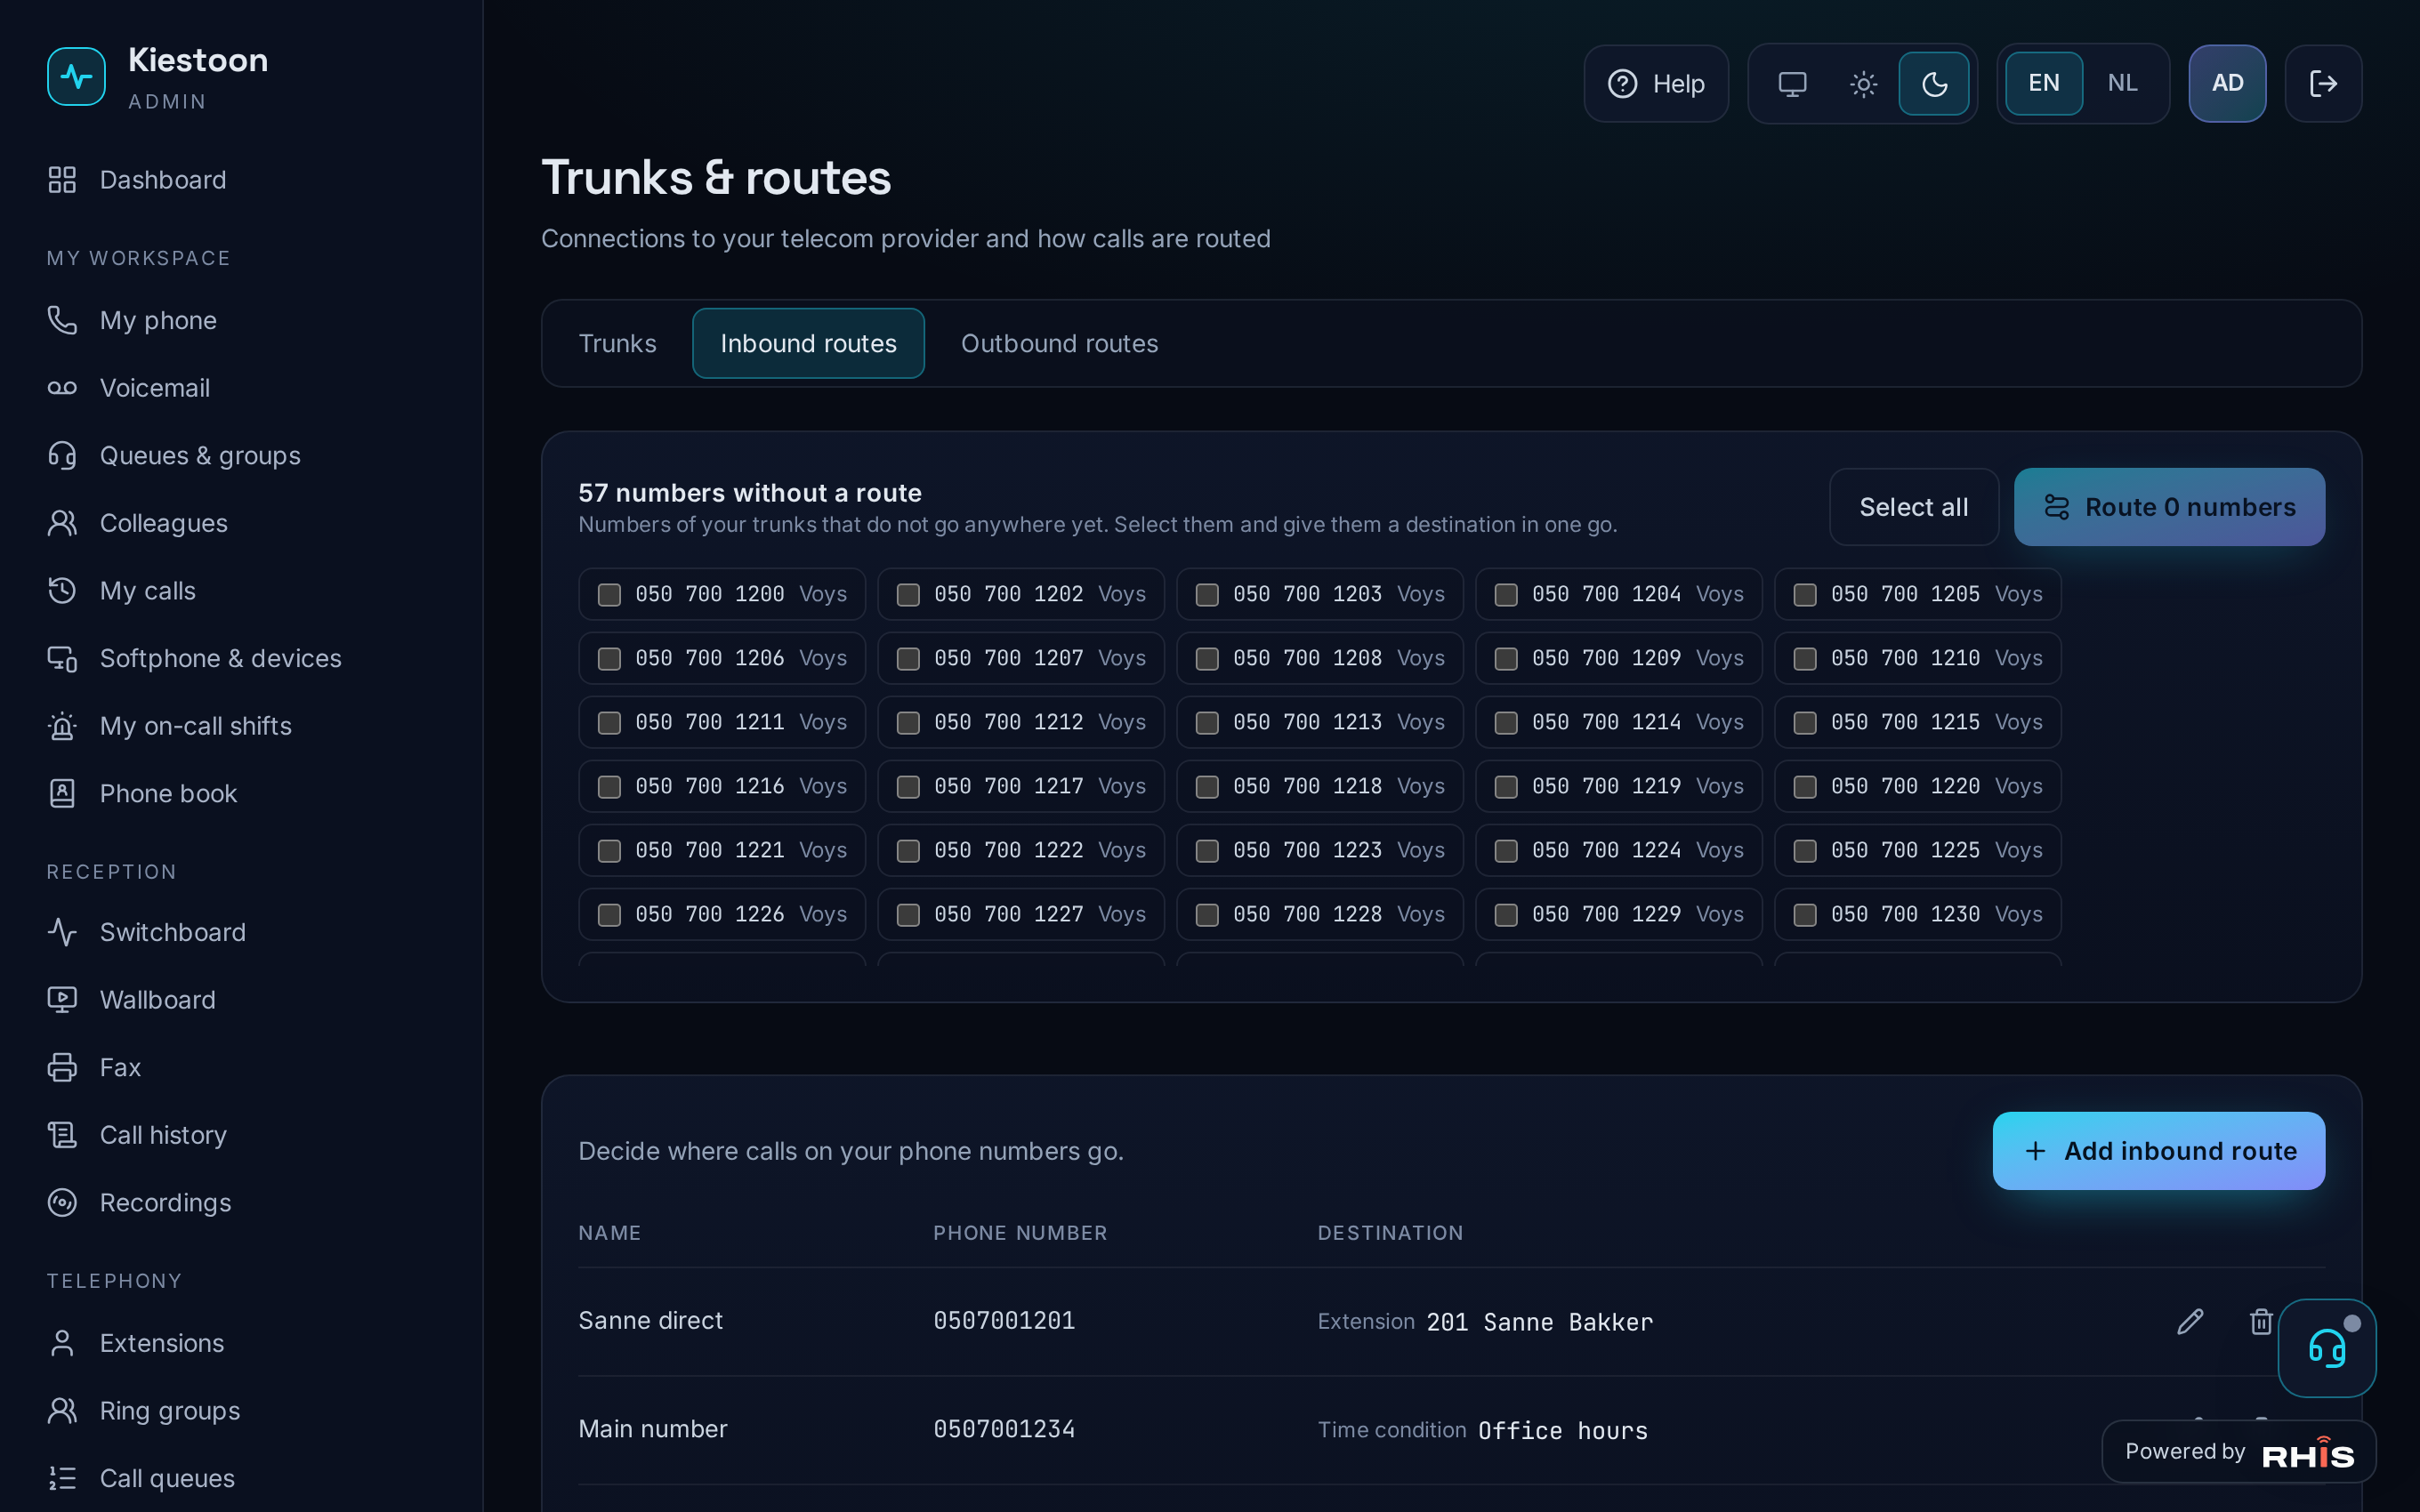 Kiestoon
ADMIN
Dashboard
MY WORKSPACE
My phone
Voicemail
Queues & groups
Colleagues
My calls
Softphone & devices
My on-call shifts
Phone book
RECEPTION
Switchboard
Wallboard
Fax
Call history
Recordings
TELEPHONY
Extensions
Ring groups
Call queues
Help
EN NL
AD
Trunks & routes
Connections to your telecom provider and how calls are routed
Trunks Inbound routes Outbound routes
57 numbers without a route
Numbers of your trunks that do not go anywhere yet. Select them and give them a destination in one go.
Select all
Route 0 numbers
050 700 1200 Voys 050 700 1202 Voys 050 700 1203 Voys 050 700 1204 Voys 050 700 1205 Voys
050 700 1206 Voys 050 700 1207 Voys 050 700 1208 Voys 050 700 1209 Voys 050 700 1210 Voys
050 700 1211 Voys 050 700 1212 Voys 050 700 1213 Voys 050 700 1214 Voys 050 700 1215 Voys
050 700 1216 Voys 050 700 1217 Voys 050 700 1218 Voys 050 700 1219 Voys 050 700 1220 Voys
050 700 1221 Voys 050 700 1222 Voys 050 700 1223 Voys 050 700 1224 Voys 050 700 1225 Voys
050 700 1226 Voys 050 700 1227 Voys 050 700 1228 Voys 050 700 1229 Voys 050 700 1230 Voys
Decide where calls on your phone numbers go.
Add inbound route
NAME PHONE NUMBER DESTINATION
Sanne direct 0507001201 Extension 201 Sanne Bakker
Main number 0507001234 Time condition Office hours
Powered by RHIS